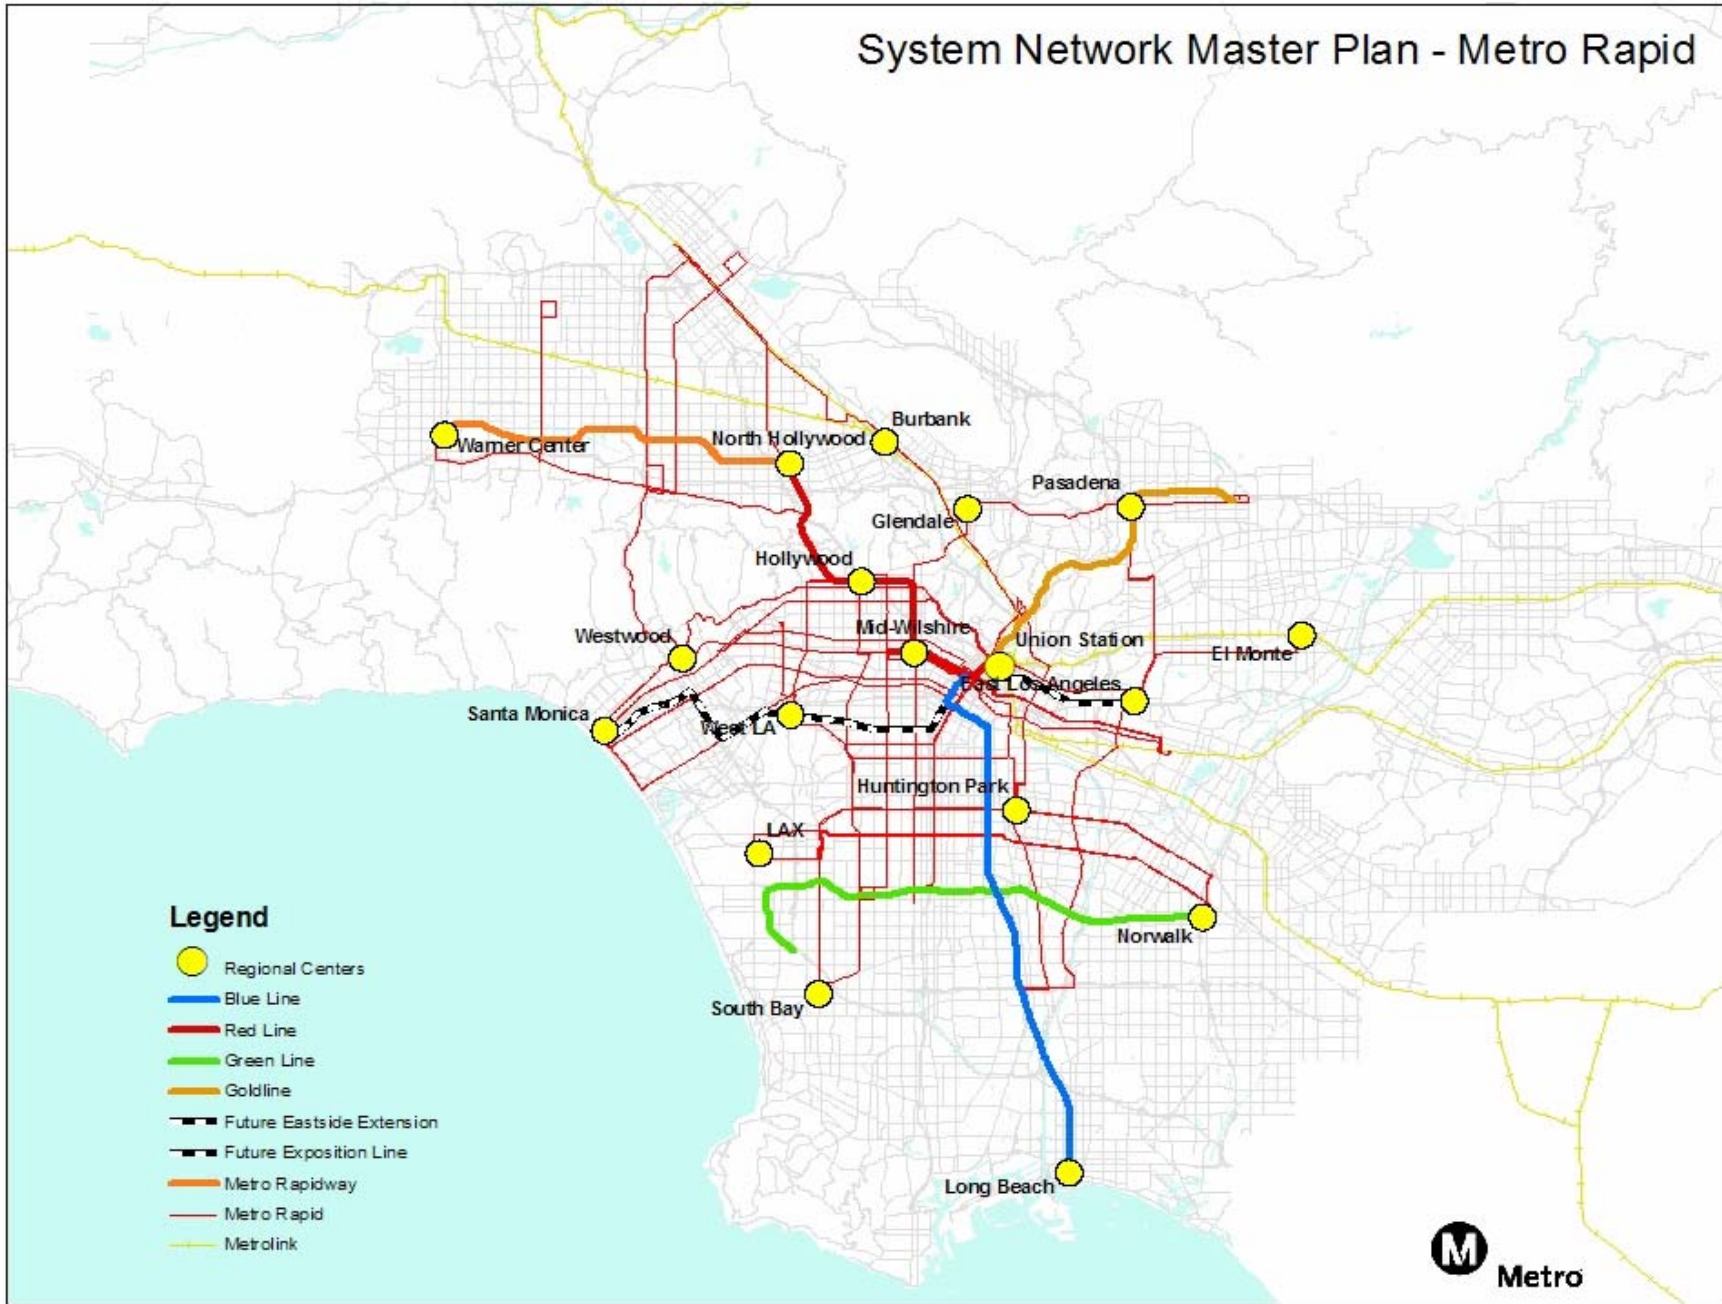 System Network Master Plan - Metro Rapid
Burbank
Warner Center
North Hollywood
Pasadena
Glendale
Hollywood
Mid-Wilshire
Westwood
Union Station
El Monte
East Los Angeles
Santa Monica
West LA
Huntington Park
LAX
Norwalk
South Bay
Long Beach
Legend
Regional Centers
Blue Line
Red Line
Green Line
Goldline
Future Eastside Extension
Future Exposition Line
Metro Rapidway
Metro Rapid
Metrolink
M
Metro